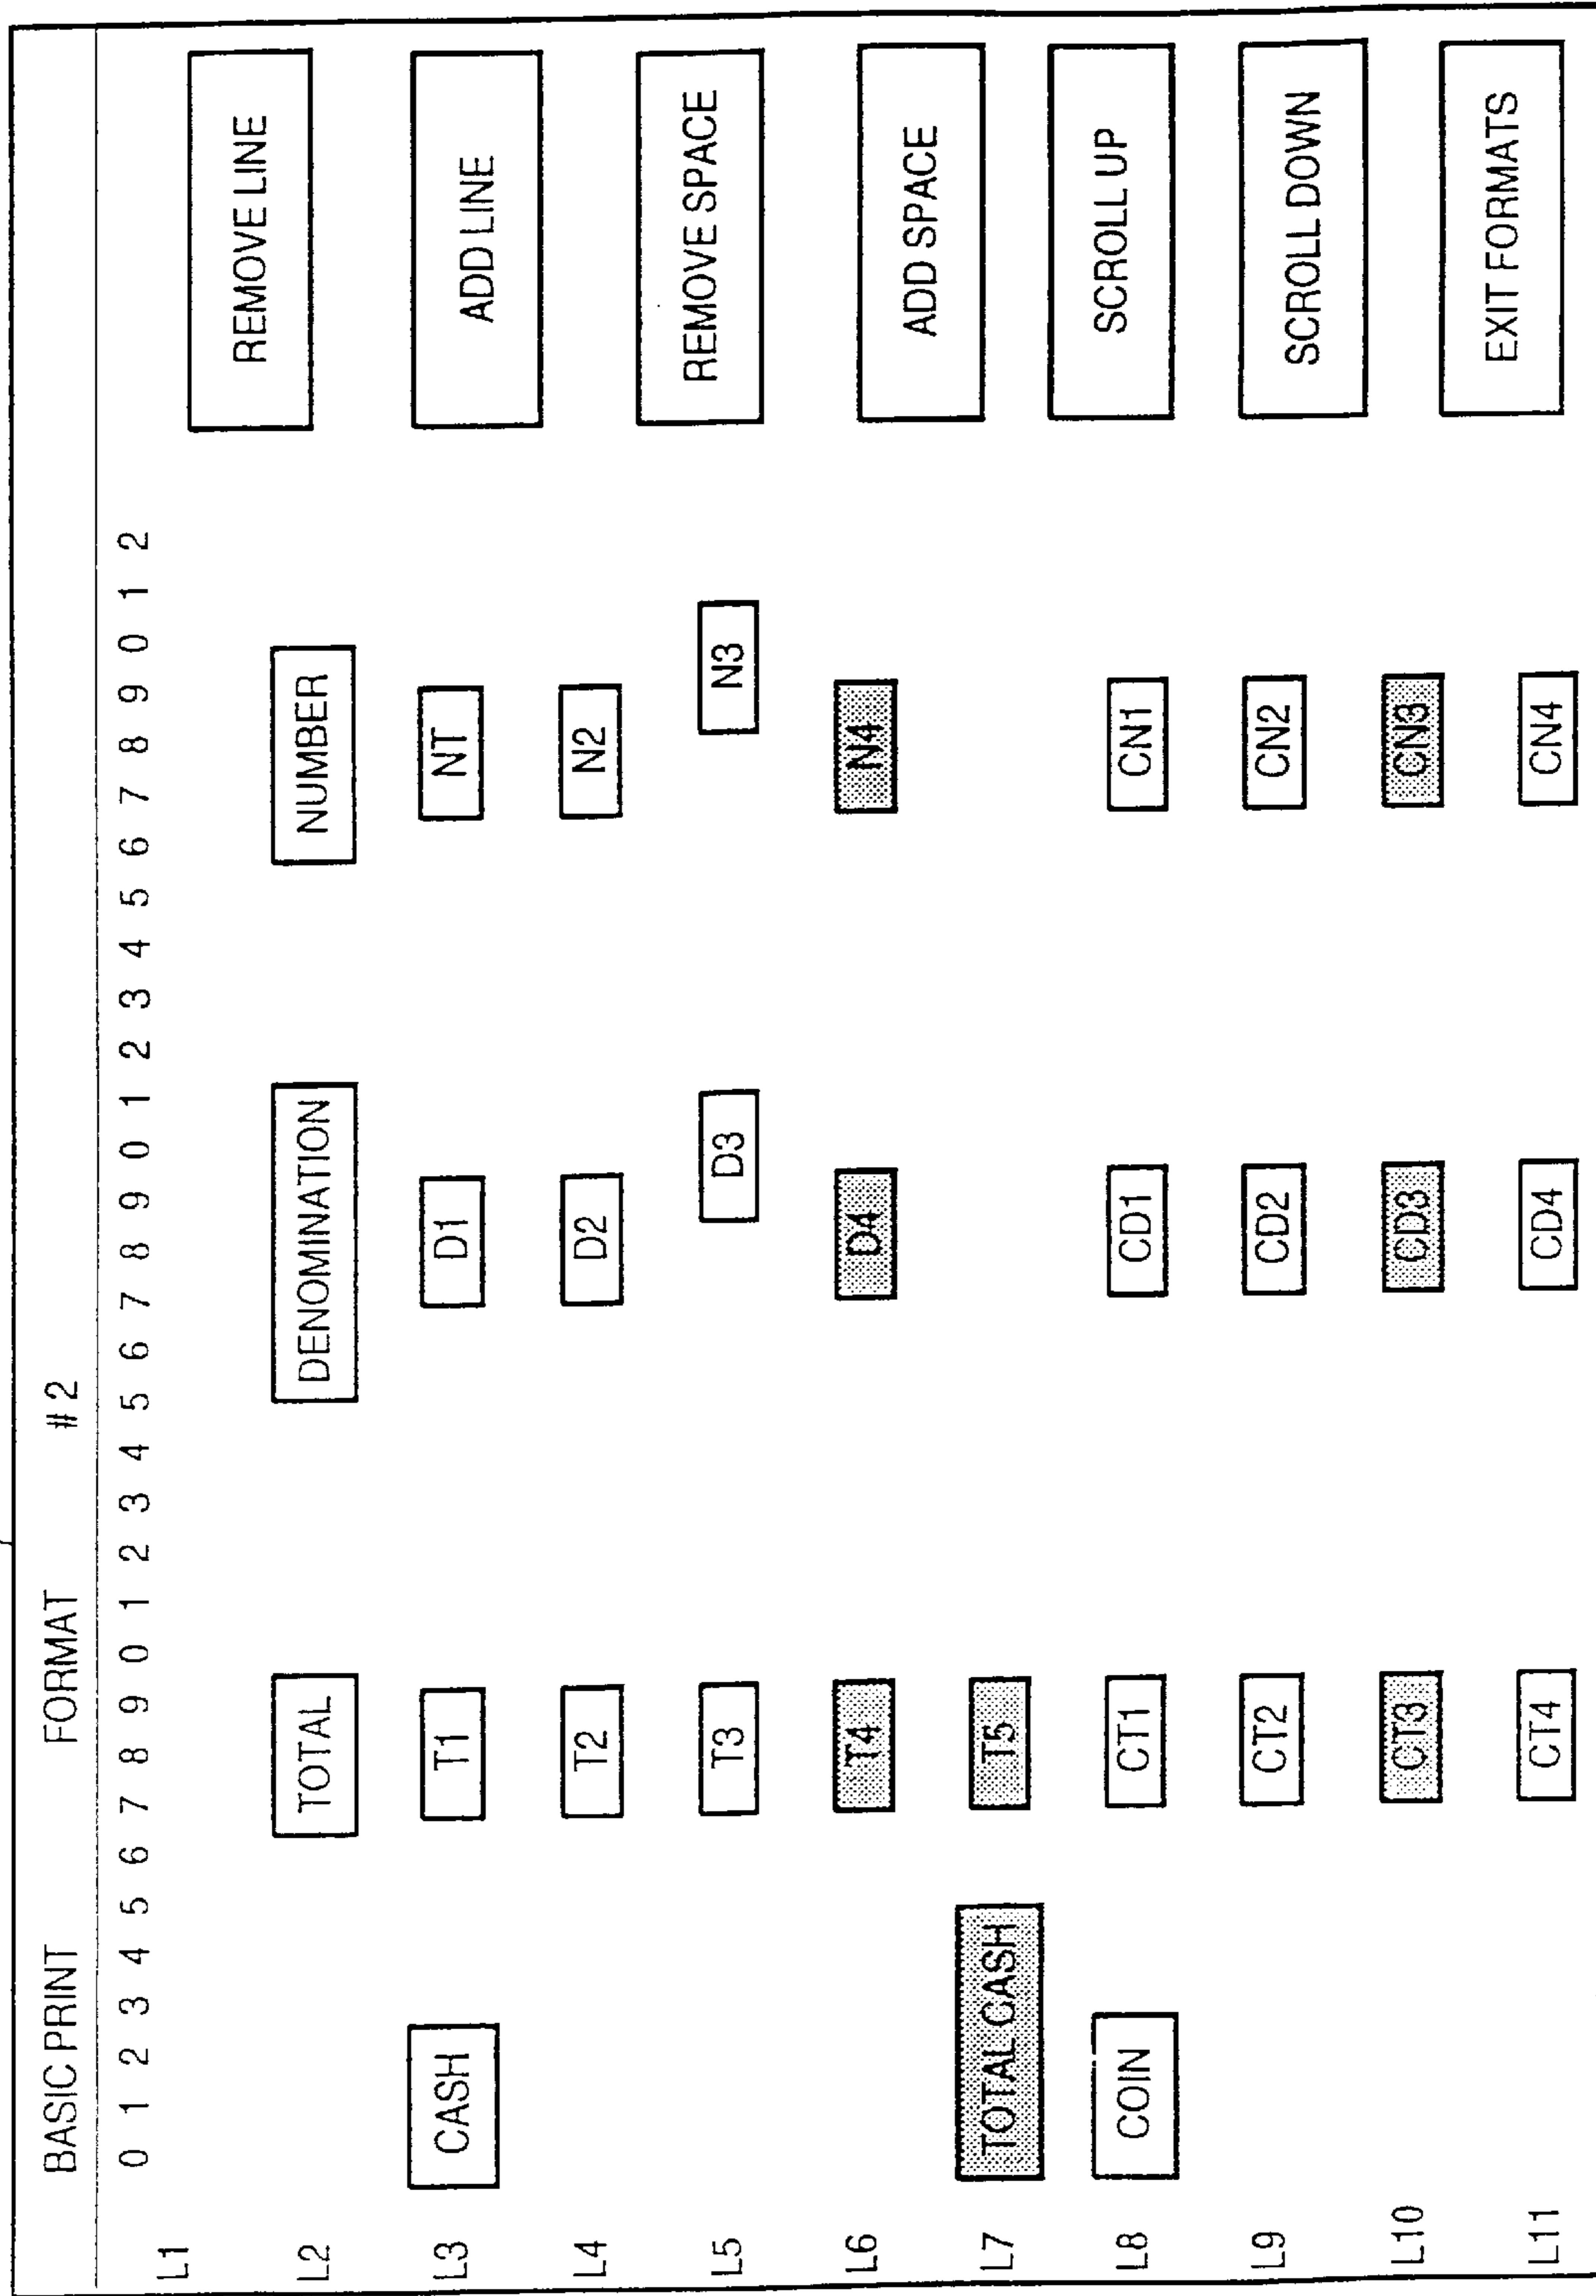 BASIC PRINT FORMAT # 2
0 1 2 3 4 5 6 7 8 9 0 1 2 3 4 5 6 7 8 9 0 1 2 3 4 5 6 7 8 9 0 1 2
L1
L2 TOTAL DENOMINATION NUMBER
L3 CASH T1 D1 NT
L4 T2 D2 N2
L5 T3 D3 N3
L6 T4 D4 N4
L7 TOTAL CASH T5
L8 COIN CT1 CD1 CN1
L9 CT2 CD2 CN2
L10 CT3 CD3 CN3
L11 CT4 CD4 CN4
REMOVE LINE
ADD LINE
REMOVE SPACE
ADD SPACE
SCROLL UP
SCROLL DOWN
EXIT FORMATS